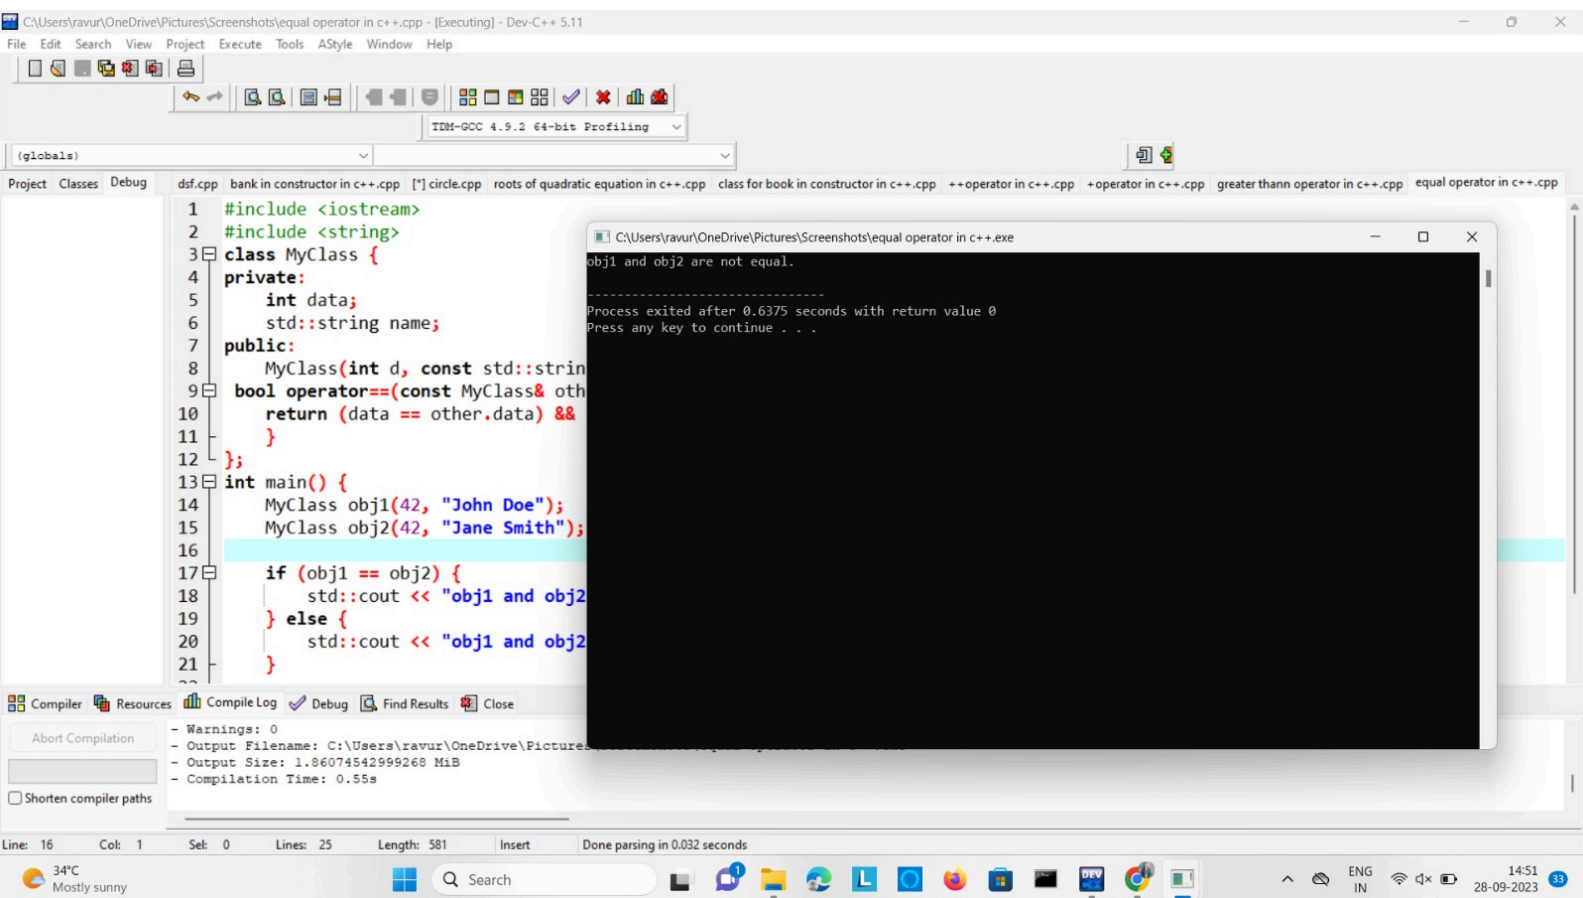 C:\Users\ravur\OneDrive\Pictures\Screenshots\equal operator in c++.cpp - [Executing] - Dev-C++ 5.11
File Edit Search View Project Execute Tools AStyle Window Help
TDM-GCC 4.9.2 64-bit Profiling
(globals)
Project Classes Debug dsf.cpp bank in constructor in c++.cpp [*] circle.cpp roots of quadratic equation in c++.cpp class for book in constructor in c++.cpp ++operator in c++.cpp +operator in c++.cpp greater thann operator in c++.cpp equal operator in c++.cpp
1 #include <iostream>
2 #include <string>
3 class MyClass {
4 private:
5 int data;
6 std::string name;
7 public:
8 MyClass(int d, const std::strin
9 bool operator==(const MyClass& oth
10 return (data == other.data) &&
11 }
12 };
13 int main() {
14 MyClass obj1(42, "John Doe");
15 MyClass obj2(42, "Jane Smith");
16
17 if (obj1 == obj2) {
18 std::cout << "obj1 and obj2
19 } else {
20 std::cout << "obj1 and obj2
21 }
C:\Users\ravur\OneDrive\Pictures\Screenshots\equal operator in c++.exe
obj1 and obj2 are not equal.
--------------------------------
Process exited after 0.6375 seconds with return value 0
Press any key to continue . . .
Compiler Resources Compile Log Debug Find Results Close
Abort Compilation
Shorten compiler paths
- Warnings: 0
- Output Filename: C:\Users\ravur\OneDrive\Pictures
- Output Size: 1.86074542999268 MiB
- Compilation Time: 0.55s
Line: 16 Col: 1 Sel: 0 Lines: 25 Length: 581 Insert Done parsing in 0.032 seconds
34°C
Mostly sunny
Search
1
L
DEV
ENG
IN
14:51
28-09-2023
33